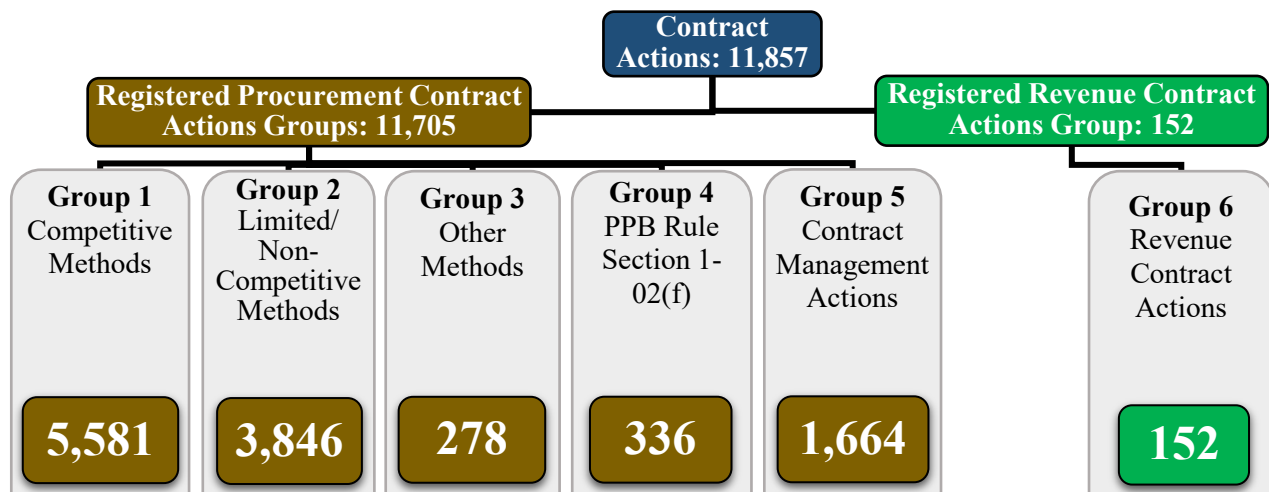 Contract
Actions: 11,857
Registered Procurement Contract
Actions Groups: 11,705
Registered Revenue Contract
Actions Group: 152
Group 1
Competitive
Methods
5,581
Group 2
Limited/
Non-
Competitive
Methods
3,846
Group 3
Other
Methods
278
Group 4
PPB Rule
Section 1-
02(f)
336
Group 5
Contract
Management
Actions
1,664
Group 6
Revenue
Contract
Actions
152